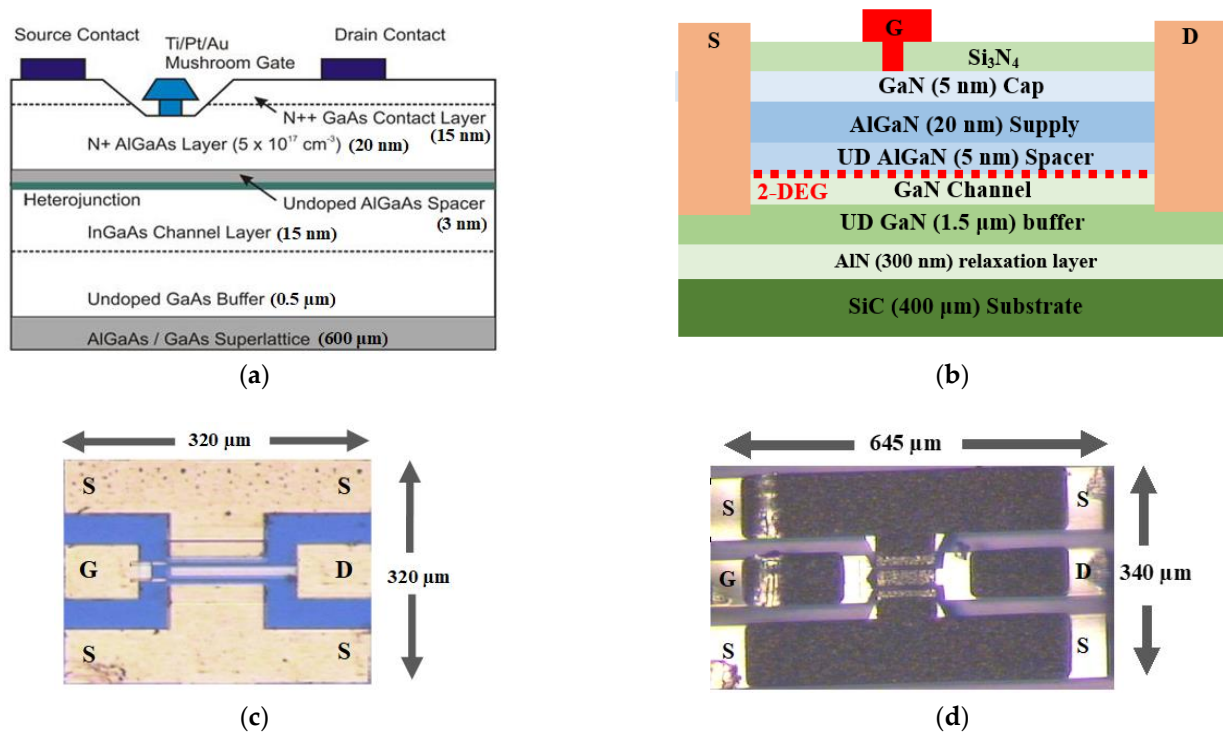 Source Contact
Ti/Pt/Au
Mushroom Gate
Drain Contact
N++ GaAs Contact Layer
(15 nm)
N+ AlGaAs Layer (5 x 10¹⁷ cm⁻³) (20 nm)
Heterojunction
Undoped AlGaAs Spacer
(3 nm)
InGaAs Channel Layer (15 nm)
Undoped GaAs Buffer (0.5 µm)
AlGaAs / GaAs Superlattice (600 µm)
(a)
S
G
D
Si₃N₄
GaN (5 nm) Cap
AlGaN (20 nm) Supply
UD AlGaN (5 nm) Spacer
2-DEG
GaN Channel
UD GaN (1.5 µm) buffer
AlN (300 nm) relaxation layer
SiC (400 µm) Substrate
(b)
320 µm
S S
G D
320 µm
S S
(c)
645 µm
S S
G D
340 µm
S S
(d)